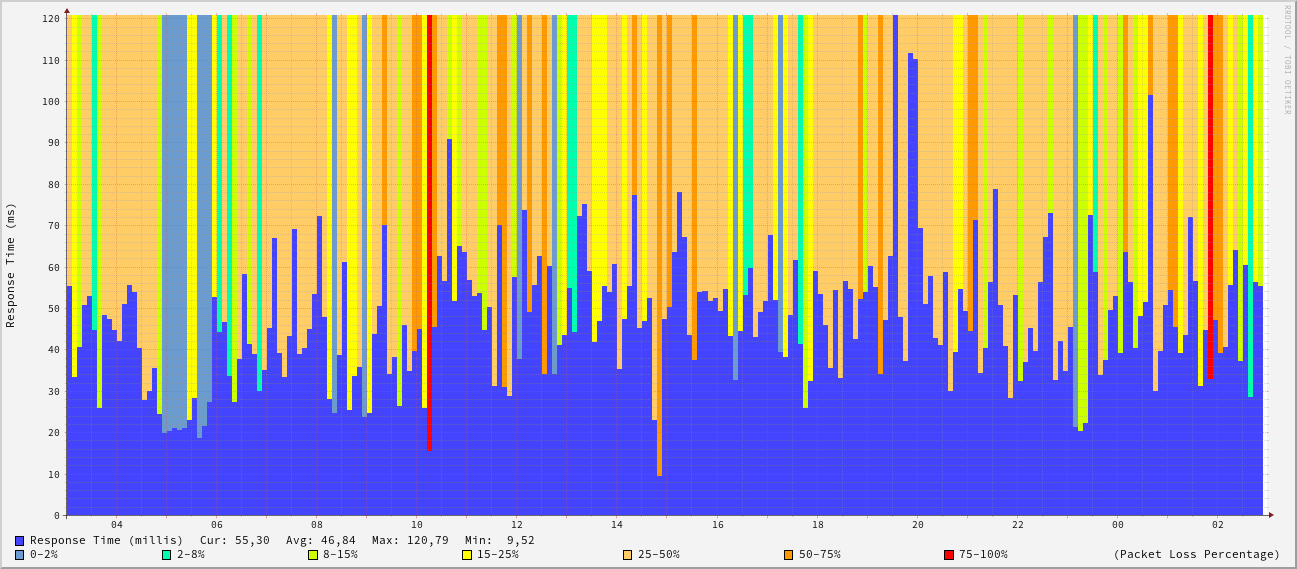 RRDTOOL / TOBI OETIKER
Response Time (ms)
120
110
100
90
80
70
60
50
40
30
20
10
0
04 06 08 10 12 14 16 18 20 22 00 02
Response Time (millis) Cur: 55,30 Avg: 46,84 Max: 120,79 Min: 9,52
0-2% 2-8% 8-15% 15-25% 25-50% 50-75% 75-100% (Packet Loss Percentage)